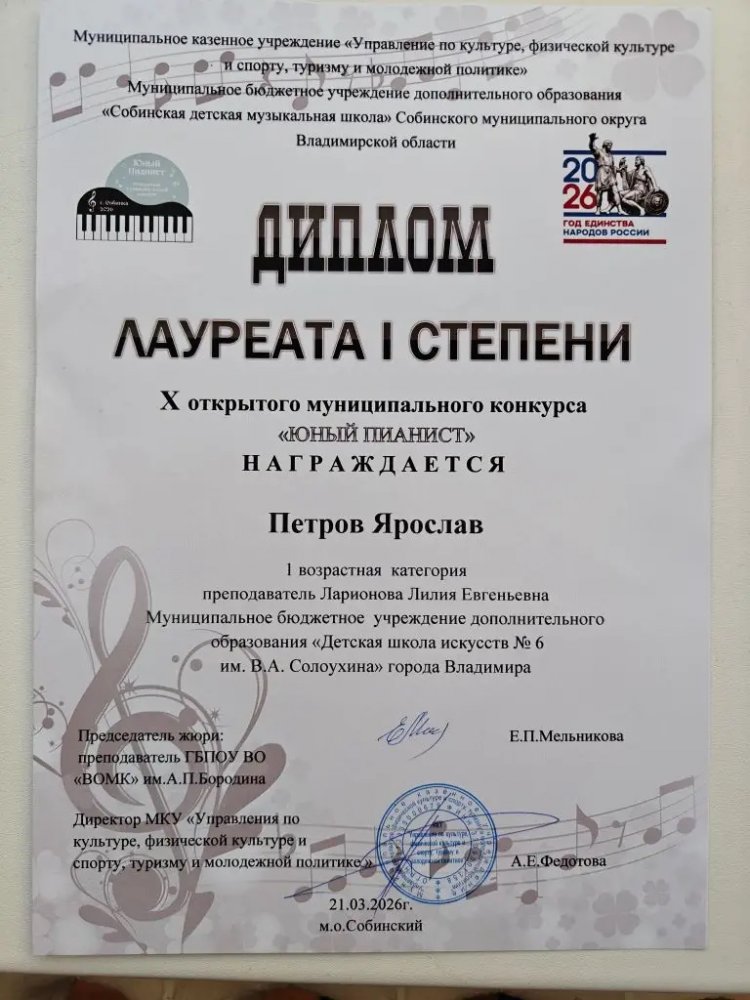 Муниципальное казенное учреждение «Управление по культуре, физической культуре
и спорту, туризму и молодежной политике»
Муниципальное бюджетное учреждение дополнительного образования
«Собинская детская музыкальная школа» Собинского муниципального округа
Владимирской области
Юный
Пианист
г. Собинка
2026
2026
ГОД ЕДИНСТВА
НАРОДОВ РОССИИ
ДИПЛОМ
ЛАУРЕАТА I СТЕПЕНИ
X открытого муниципального конкурса
«ЮНЫЙ ПИАНИСТ»
НАГРАЖДАЕТСЯ
Петров Ярослав
1 возрастная категория
преподаватель Ларионова Лилия Евгеньевна
Муниципальное бюджетное учреждение дополнительного
образования «Детская школа искусств № 6
им. В.А. Солоухина» города Владимира
Председатель жюри:
преподаватель ГБПОУ ВО
«ВОМК» им.А.П.Бородина
Е.П.Мельникова
Директор МКУ «Управления по
культуре, физической культуре и
спорту, туризму и молодежной политике»
А.Е.Федотова
21.03.2026г.
м.о.Собинский